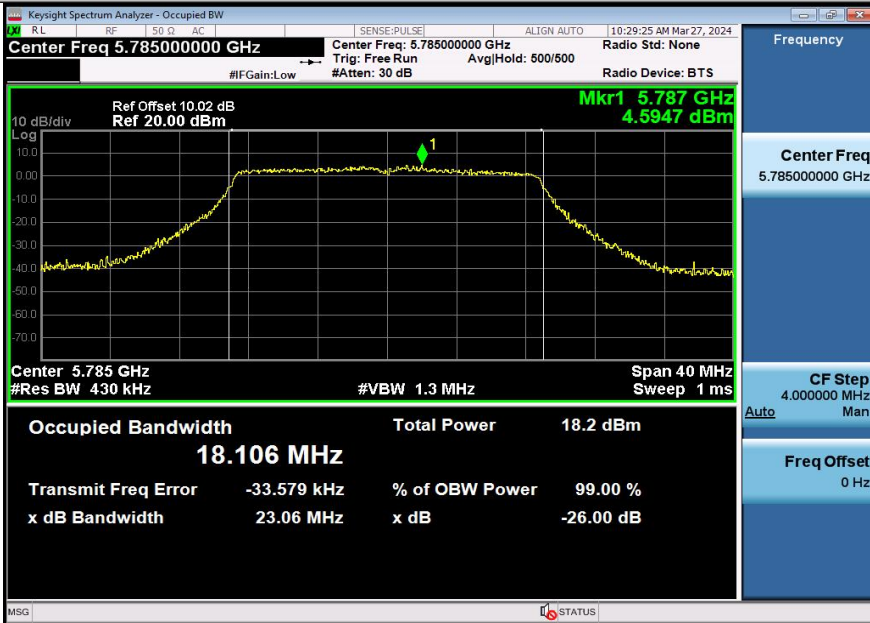 Keysight Spectrum Analyzer - Occupied BW
LXI RL RF 50 Ω AC SENSE:PULSE ALIGN AUTO 10:29:25 AM Mar 27, 2024
Center Freq 5.785000000 GHz
Center Freq: 5.785000000 GHz
Radio Std: None
Trig: Free Run Avg|Hold: 500/500
#IFGain:Low #Atten: 30 dB
Radio Device: BTS
Ref Offset 10.02 dB
Mkr1 5.787 GHz
10 dB/div Ref 20.00 dBm
4.5947 dBm
Log
1
10.0
0.00
-10.0
-20.0
-30.0
-40.0
-50.0
-60.0
-70.0
Center 5.785 GHz Span 40 MHz
#Res BW 430 kHz #VBW 1.3 MHz Sweep 1 ms
Occupied Bandwidth Total Power 18.2 dBm
18.106 MHz
Transmit Freq Error -33.579 kHz % of OBW Power 99.00 %
x dB Bandwidth 23.06 MHz x dB -26.00 dB
Frequency
Center Freq
5.785000000 GHz
CF Step
4.000000 MHz
Auto Man
Freq Offset
0 Hz
MSG STATUS